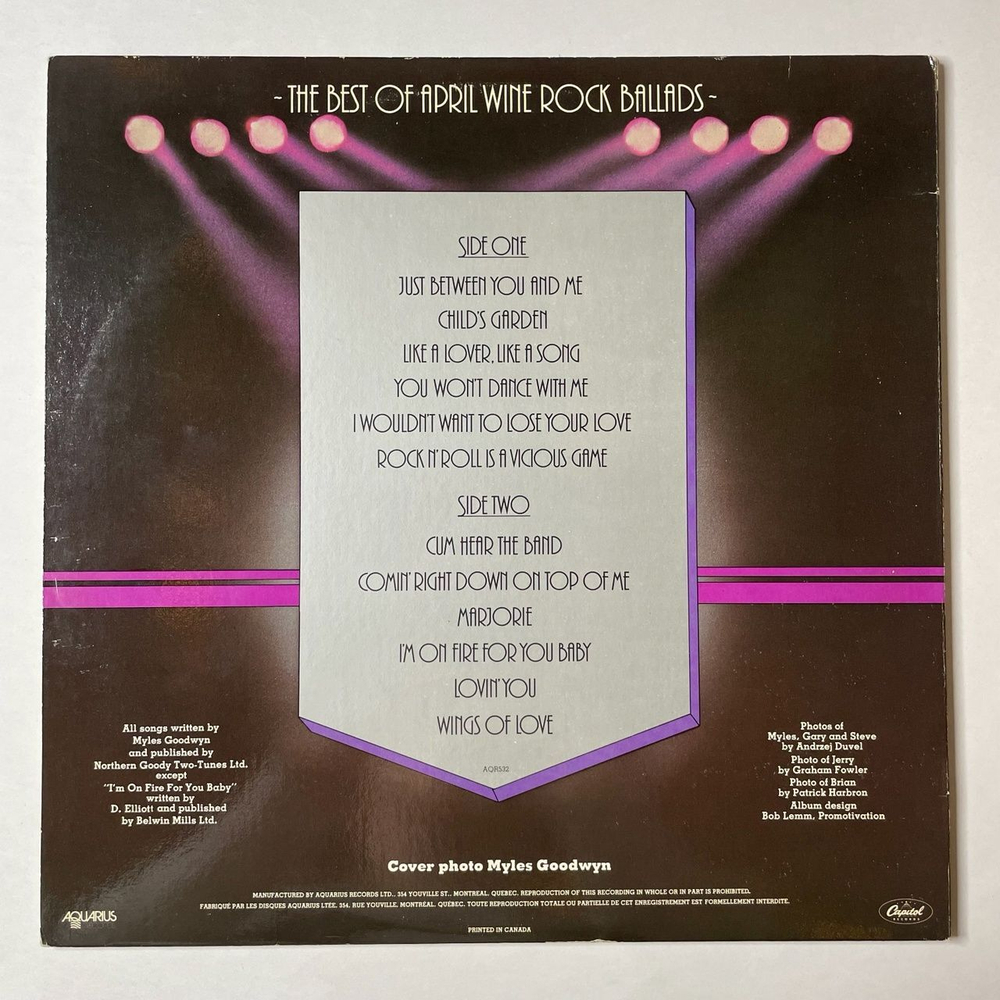 ~ THE BEST OF APRIL WINE ROCK BALLADS ~
SIDE ONE
JUST BETWEEN YOU AND ME
CHILD'S GARDEN
LIKE A LOVER, LIKE A SONG
YOU WON'T DANCE WITH ME
I WOULDN'T WANT TO LOSE YOUR LOVE
ROCK N' ROLL IS A VICIOUS GAME
SIDE TWO
CUM HEAR THE BAND
COMIN' RIGHT DOWN ON TOP OF ME
MARJORIE
I'M ON FIRE FOR YOU BABY
LOVIN' YOU
WINGS OF LOVE
AQR532
All songs written by
Myles Goodwyn
and published by
Northern Goody Two-Tunes Ltd.
except
"I'm On Fire For You Baby"
written by
D. Elliott and published
by Belwin Mills Ltd.
Photos of
Myles, Gary and Steve
by Andrzej Duvel
Photo of Jerry
by Graham Fowler
Photo of Brian
by Patrick Harbron
Album design
Bob Lemm, Promotivation
Cover photo Myles Goodwyn
MANUFACTURED BY AQUARIUS RECORDS LTD., 354 YOUVILLE ST., MONTREAL, QUEBEC. REPRODUCTION OF THIS RECORDING IN WHOLE OR IN PART IS PROHIBITED.
FABRIQUÉ PAR LES DISQUES AQUARIUS LTÉE. 354, RUE YOUVILLE, MONTRÉAL, QUÉBEC. TOUTE REPRODUCTION TOTALE OU PARTIELLE DE CET ENREGISTREMENT EST FORMELLEMENT INTERDITE.
PRINTED IN CANADA
AQUARIUS
Capitol
RECORDS